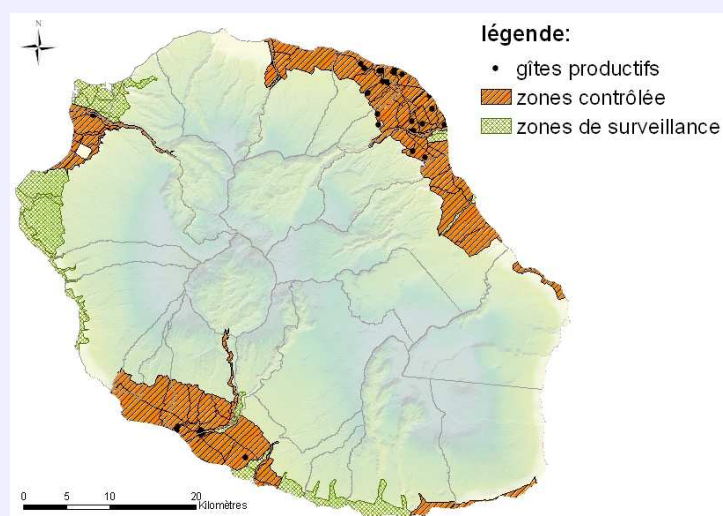 N
légende:
gîtes productifs
zones contrôlée
zones de surveillance
0 5 10 20
Kilomètres